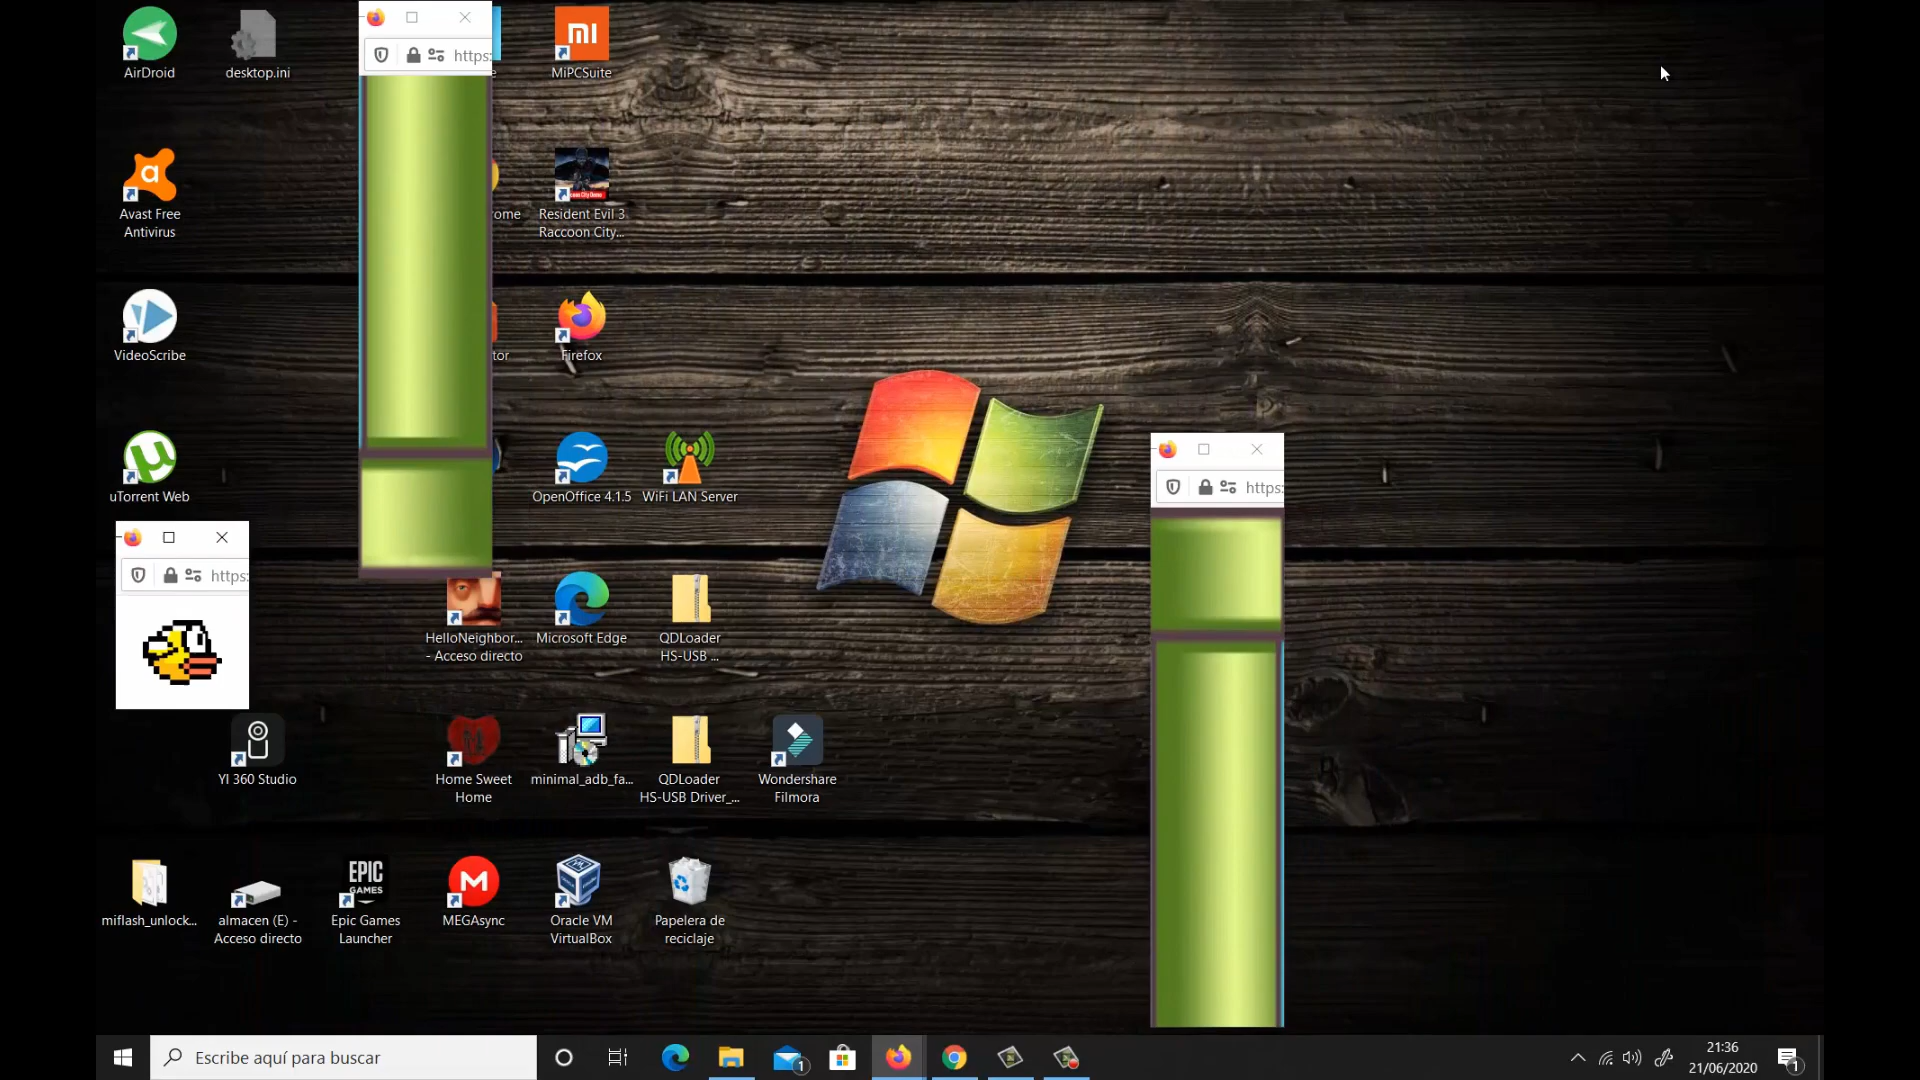 AirDroid
desktop.ini
https:
MiPCSuite
Avast Free
Antivirus
ome
Resident Evil 3
Raccoon City...
VideoScribe
tor
Firefox
uTorrent Web
OpenOffice 4.1.5
WiFi LAN Server
https:
https:
HelloNeighbor...
- Acceso directo
Microsoft Edge
QDLoader
HS-USB ...
YI 360 Studio
Home Sweet
Home
minimal_adb_fa...
QDLoader
HS-USB Driver_...
Wondershare
Filmora
miflash_unlock...
almacen (E) -
Acceso directo
EPIC
GAMES
Epic Games
Launcher
MEGAsync
Oracle VM
VirtualBox
Papelera de
reciclaje
Escribe aquí para buscar
1
21:36
21/06/2020
1